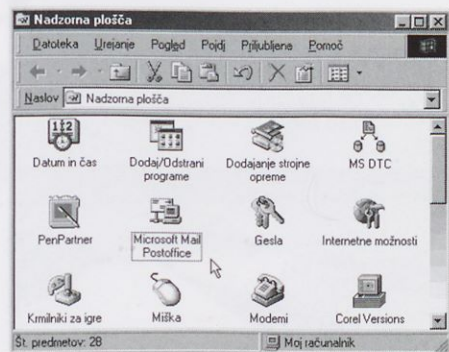 Nadzorna plošča
Datoteka Urejanje Pogled Pojdi Priljubljena Pomoč
Naslov Nadzorna plošča
Datum in čas
Dodaj/Odstrani
programe
Dodajanje strojne
opreme
MS DTC
PenPartner
Microsoft Mail
Postoffice
Gesla
Internetne možnosti
Krmilniki za igre
Miška
Modemi
Corel Versions
Št. predmetov: 28 Moj računalnik